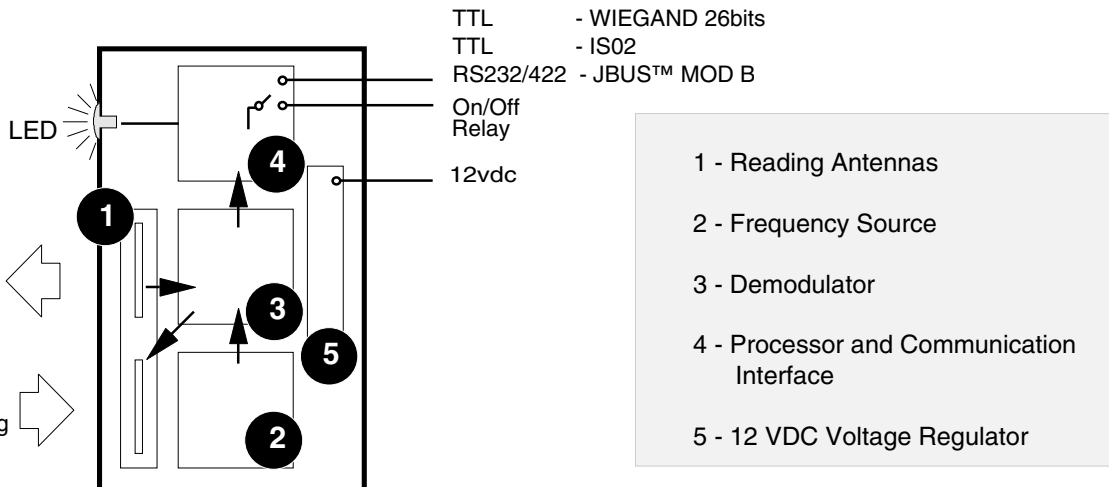 TTL - WIEGAND 26bits
TTL - IS02
RS232/422 - JBUS™ MOD B
On/Off
Relay
12vdc
LED
4
1
3
5
2
g
1 - Reading Antennas
2 - Frequency Source
3 - Demodulator
4 - Processor and Communication
Interface
5 - 12 VDC Voltage Regulator